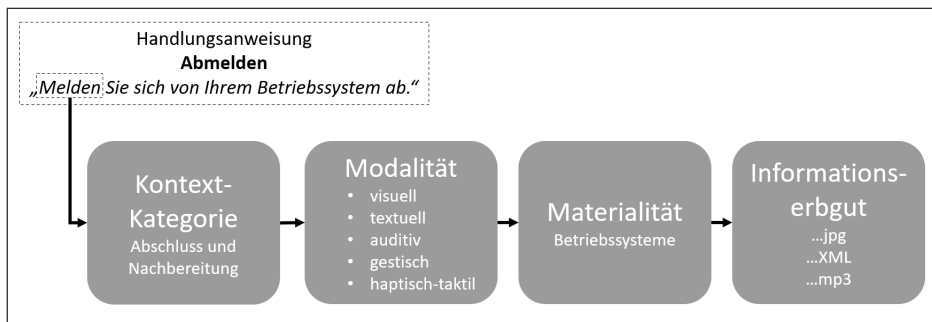 Handlungsanweisung
Abmelden
„Melden Sie sich von Ihrem Betriebssystem ab.“
Kontext-
Kategorie
Abschluss und
Nachbereitung
Modalität
• visuell
• textuell
• auditiv
• gestisch
• haptisch-taktil
Materialität
Betriebssysteme
Informations-
erbgut
...jpg
...XML
...mp3